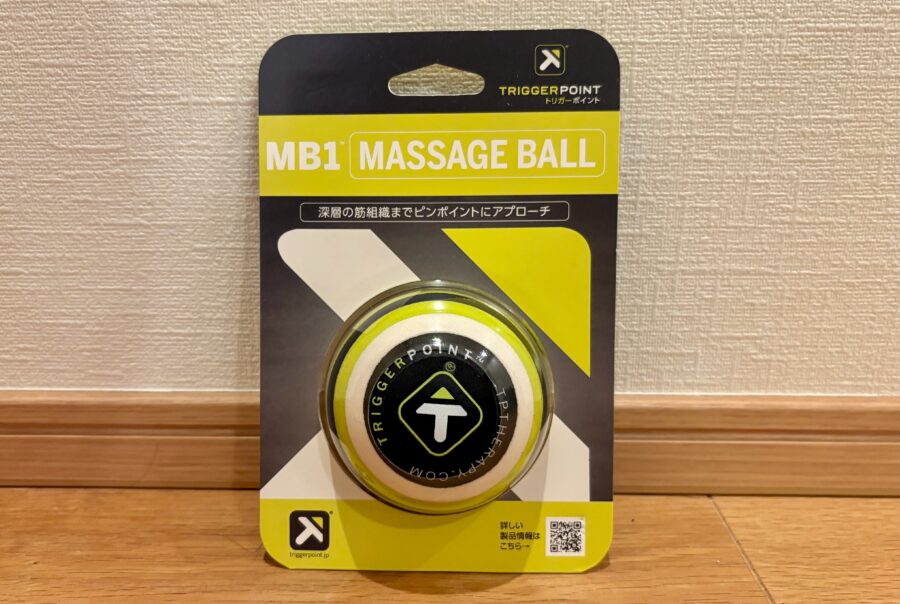 TRIGGERPOINT
トリガーポイント
MB1™ MASSAGE BALL
深層の筋組織までピンポイントにアプローチ
TRIGGERPOINT™
TPTHERAPY.COM
®
triggerpoint.jp
詳しい
製品情報は
こちら→